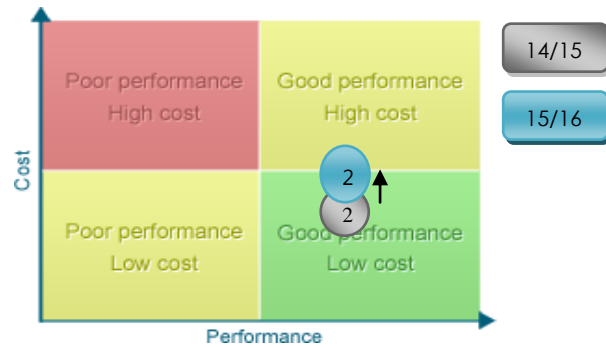 Poor performance
High cost
Good performance
High cost
14/15
15/16
Cost
2
2
Poor performance
Low cost
Good performance
Low cost
Performance